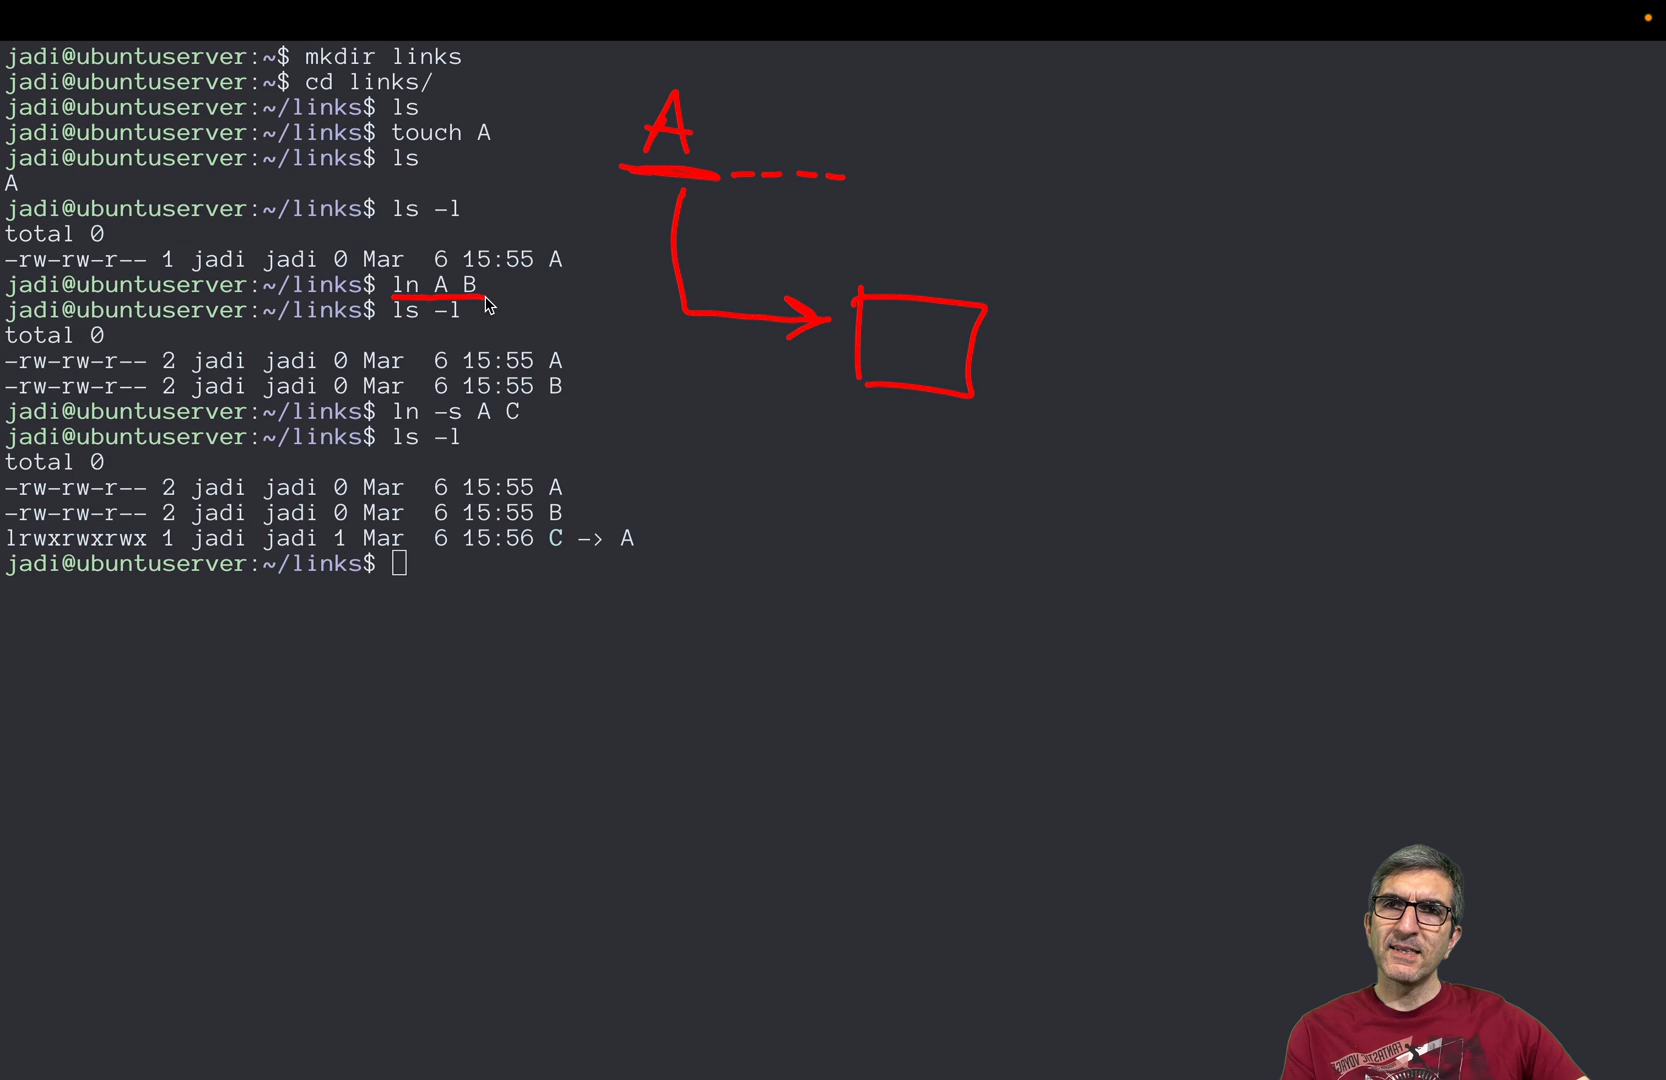 jadi@ubuntuserver:~$ mkdir links
jadi@ubuntuserver:~$ cd links/
jadi@ubuntuserver:~/links$ ls
jadi@ubuntuserver:~/links$ touch A
jadi@ubuntuserver:~/links$ ls
A
jadi@ubuntuserver:~/links$ ls -l
total 0
-rw-rw-r-- 1 jadi jadi 0 Mar  6 15:55 A
jadi@ubuntuserver:~/links$ ln A B
jadi@ubuntuserver:~/links$ ls -l
total 0
-rw-rw-r-- 2 jadi jadi 0 Mar  6 15:55 A
-rw-rw-r-- 2 jadi jadi 0 Mar  6 15:55 B
jadi@ubuntuserver:~/links$ ln -s A C
jadi@ubuntuserver:~/links$ ls -l
total 0
-rw-rw-r-- 2 jadi jadi 0 Mar  6 15:55 A
-rw-rw-r-- 2 jadi jadi 0 Mar  6 15:55 B
lrwxrwxrwx 1 jadi jadi 1 Mar  6 15:56 C -> A
jadi@ubuntuserver:~/links$
A
FANTASTIC VOYAGE